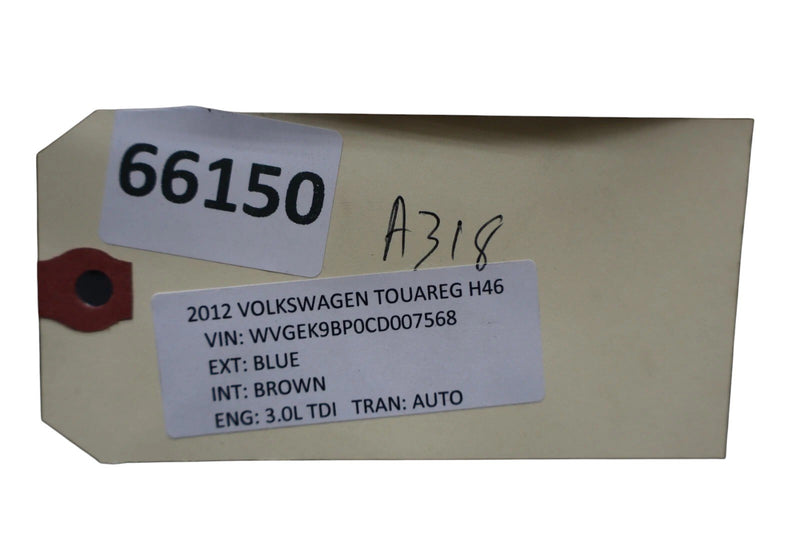 66150
A318
2012 VOLKSWAGEN TOUAREG H46
VIN: WVGEK9BP0CD007568
EXT: BLUE
INT: BROWN
ENG: 3.0L TDI TRAN: AUTO